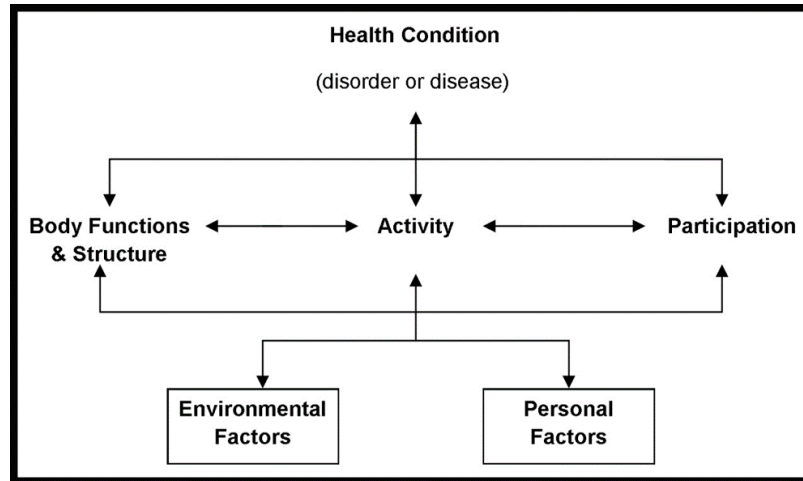 Health Condition
(disorder or disease)
Body Functions
& Structure
Activity
Participation
Environmental
Factors
Personal
Factors